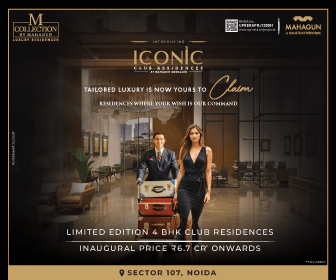 M
COLLECTION
BY MAHAGUN
LUXURY RESIDENCES
MAHAGUN
INTRODUCING
ICONIC
CLUB RESIDENCES
TAILORED LUXURY IS NOW YOURS TO Claim
RESIDENCES WHERE YOUR WISH IS OUR COMMAND
LIMITED EDITION 4 BHK CLUB RESIDENCES
INAUGURAL PRICE ₹6.7 CR* ONWARDS
SECTOR 107, NOIDA